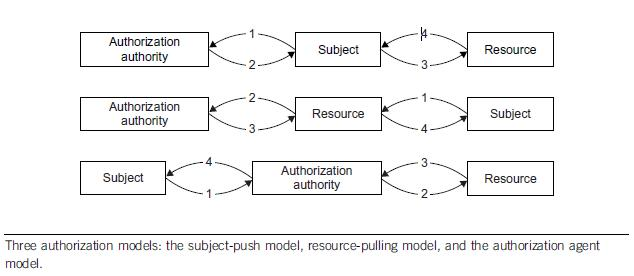 Authorization
authority
1
2
Subject
4
3
Resource
Authorization
authority
2
3
Resource
1
4
Subject
Subject
4
1
Authorization
authority
3
2
Resource
Three authorization models: the subject-push model, resource-pulling model, and the authorization agent
model.